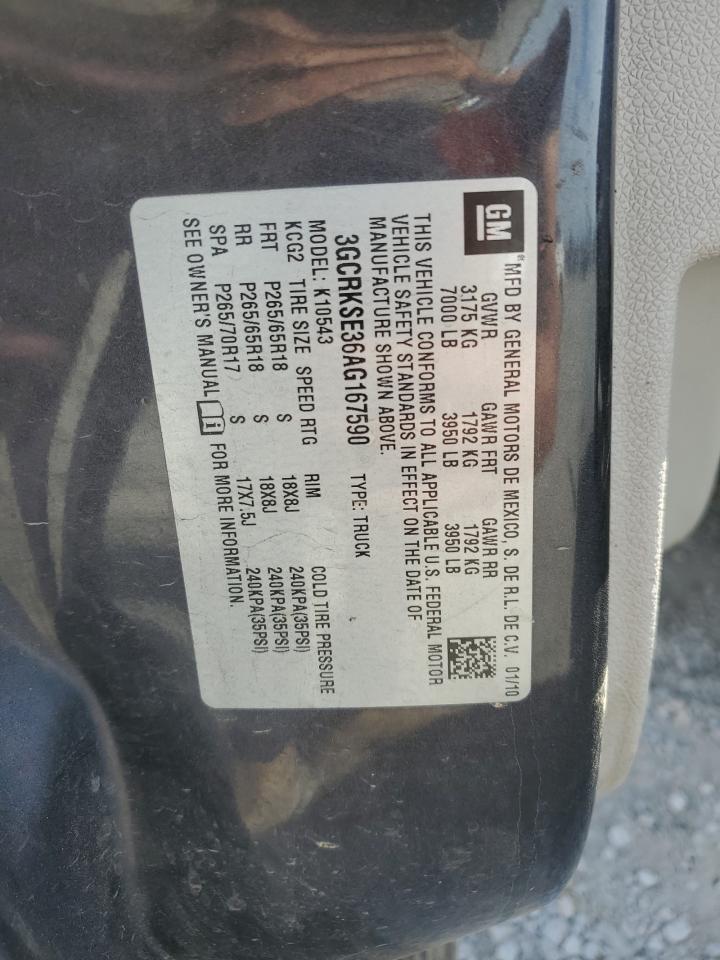 GM
® MFD BY GENERAL MOTORS DE MEXICO, S. DE R.L. DE C.V. 01/10
GVWR GAWR FRT GAWR RR
3175 KG 1792 KG 1792 KG
7000 LB 3950 LB 3950 LB
THIS VEHICLE CONFORMS TO ALL APPLICABLE U.S. FEDERAL MOTOR
VEHICLE SAFETY STANDARDS IN EFFECT ON THE DATE OF
MANUFACTURE SHOWN ABOVE.
3GCRKSE36AG167590 TYPE: TRUCK
MODEL: K10543
KCG2 TIRE SIZE SPEED RTG RIM COLD TIRE PRESSURE
FRT P265/65R18 S 18X8J 240KPA(35PSI)
RR P265/65R18 S 18X8J 240KPA(35PSI)
SPA P265/70R17 S 17X7.5J 240KPA(35PSI)
SEE OWNER'S MANUAL FOR MORE INFORMATION.